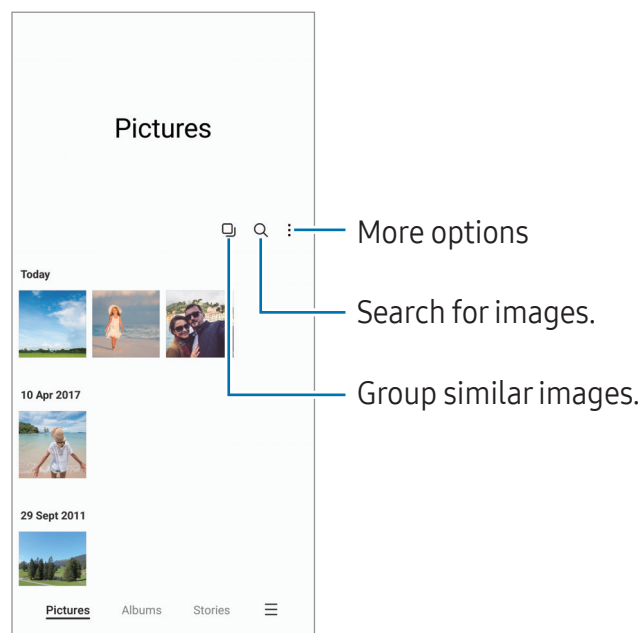 Pictures
More options
Today
Search for images.
10 Apr 2017
Group similar images.
29 Sept 2011
Pictures Albums Stories